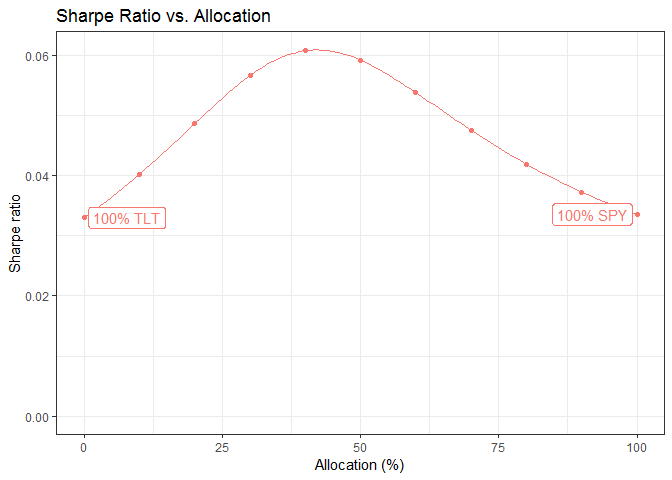 Sharpe Ratio vs. Allocation
0.06
0.04
0.02
0.00
Sharpe ratio
100% TLT
100% SPY
0
25
50
75
100
Allocation (%)